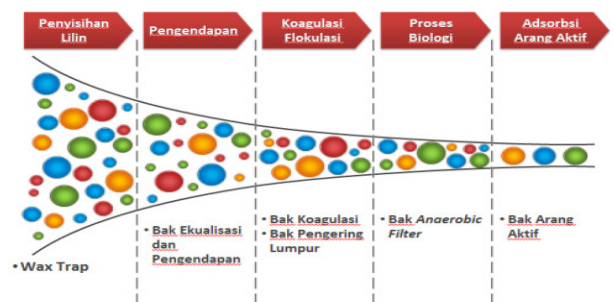 Penyisihan
Lilin
Pengendapan
Koagulasi
Flokulasi
Proses
Biologi
Adsorbsi
Arang Aktif
• Wax Trap
• Bak Ekualisasi
dan
Pengendapan
• Bak Koagulasi
• Bak Pengering
Lumpur
• Bak Anaerobic
Filter
• Bak Arang
Aktif